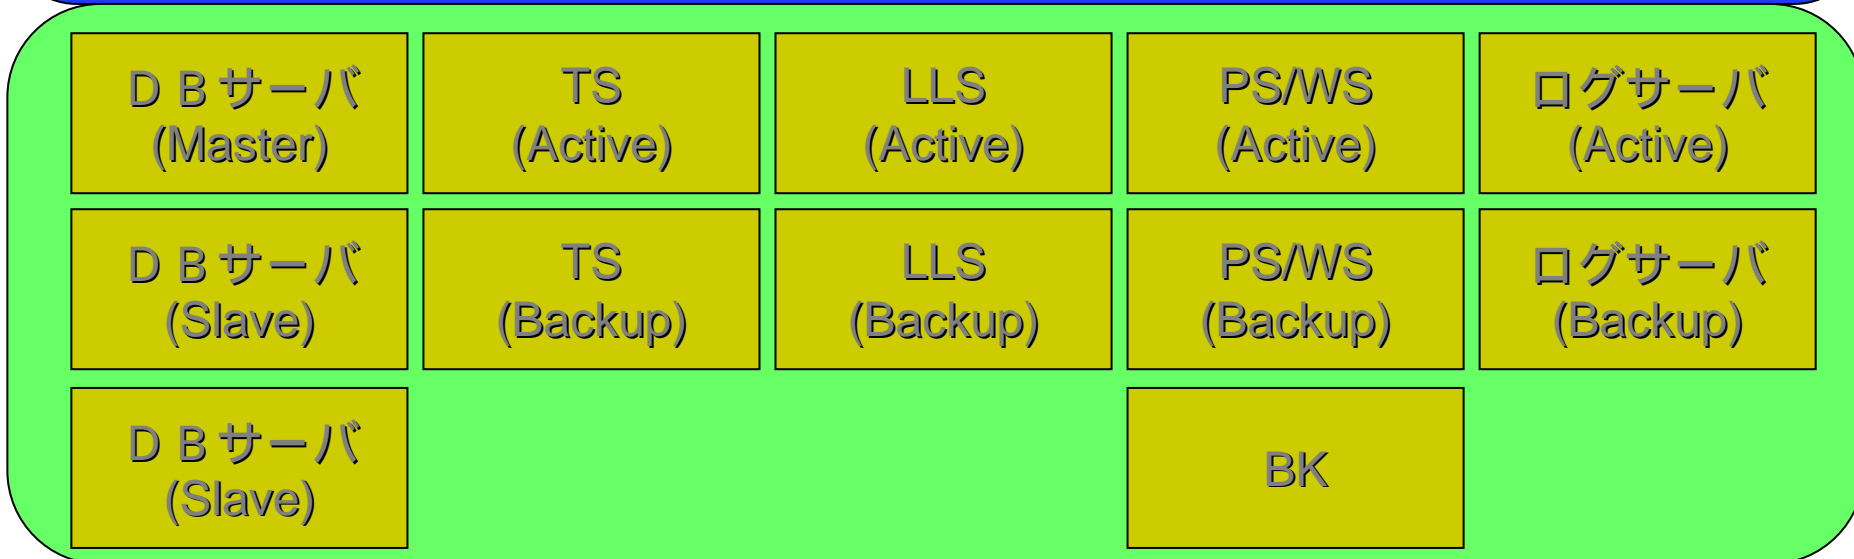 ＤＢサーバ
(Master)
TS
(Active)
LLS
(Active)
PS/WS
(Active)
ログサーバ
(Active)
ＤＢサーバ
(Slave)
TS
(Backup)
LLS
(Backup)
PS/WS
(Backup)
ログサーバ
(Backup)
ＤＢサーバ
(Slave)
BK